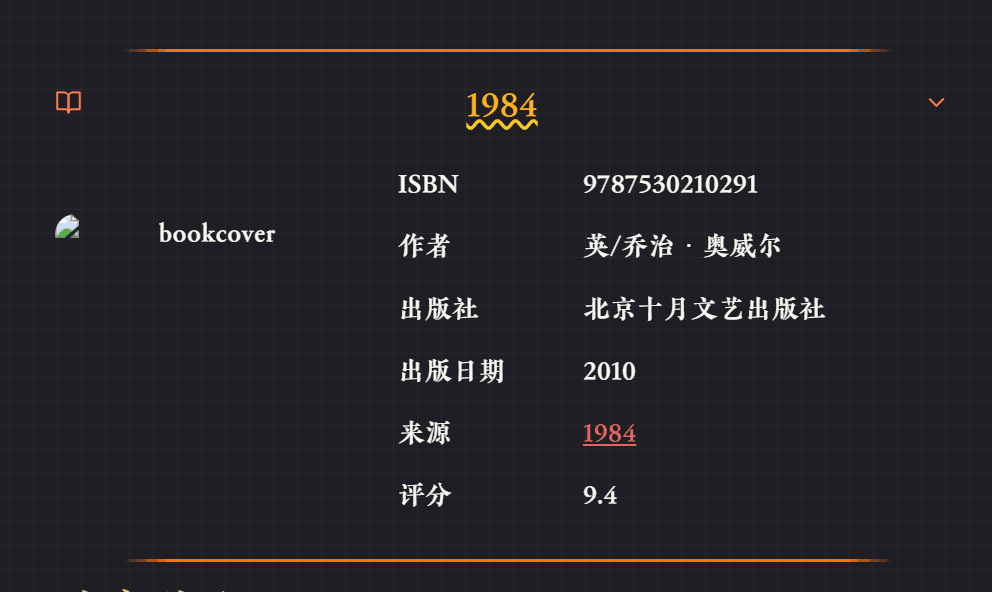 1984
bookcover
ISBN 9787530210291
作者 英/乔治 · 奥威尔
出版社 北京十月文艺出版社
出版日期 2010
来源 1984
评分 9.4